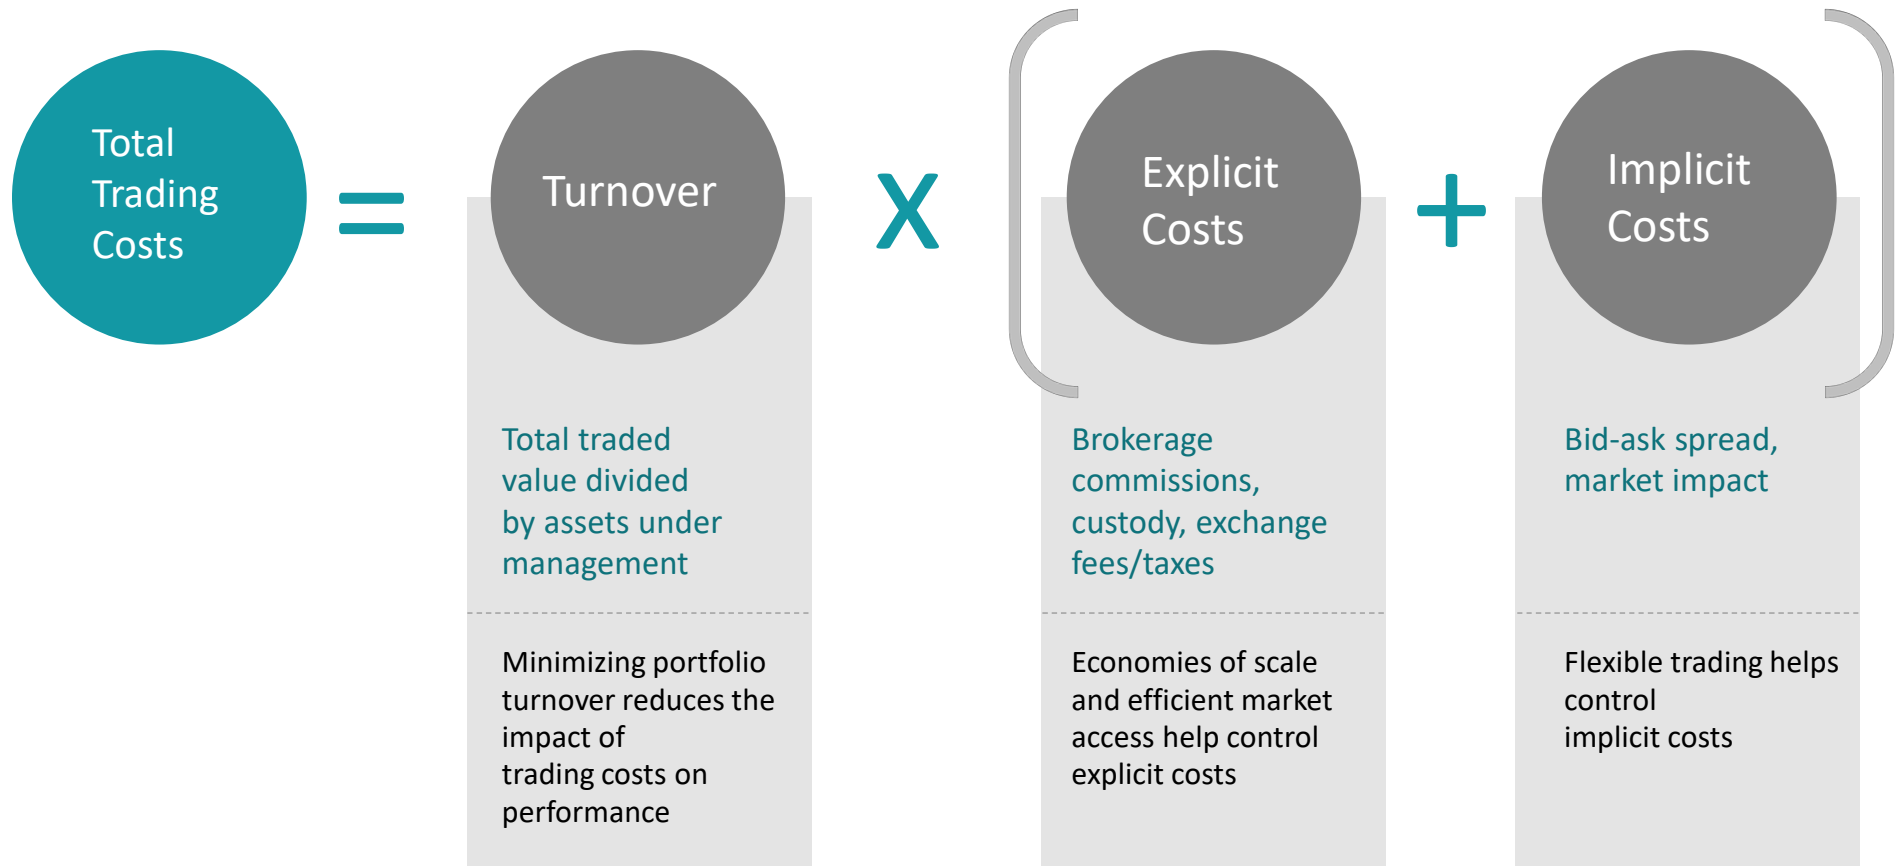 Total
Trading
Costs
=
Turnover
x
Explicit
Costs
+
Implicit
Costs
Total traded
value divided
by assets under
management
Minimizing portfolio
turnover reduces the
impact of
trading costs on
performance
Brokerage
commissions,
custody, exchange
fees/taxes
Economies of scale
and efficient market
access help control
explicit costs
Bid-ask spread,
market impact
Flexible trading helps
control
implicit costs